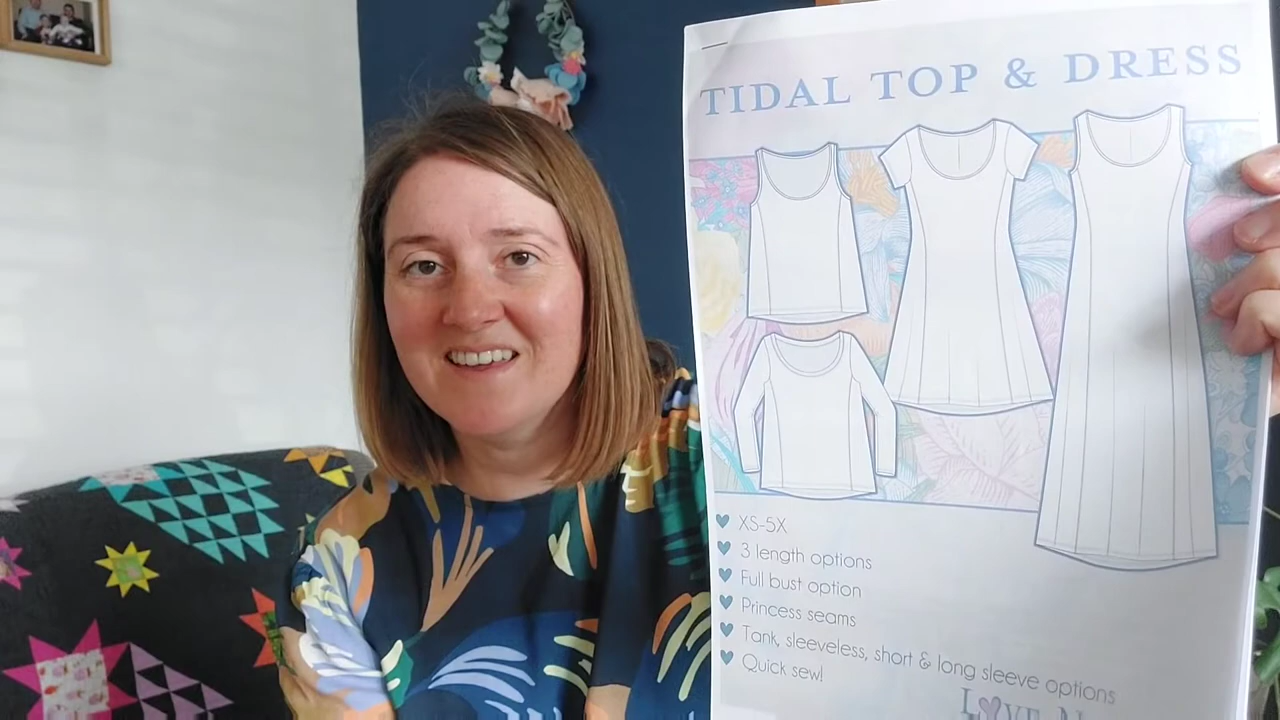 TIDAL TOP & DRESS
XS-5X
3 length options
Full bust option
Princess seams
Tank, sleeveless, short & long sleeve options
Quick sew!
LOVE